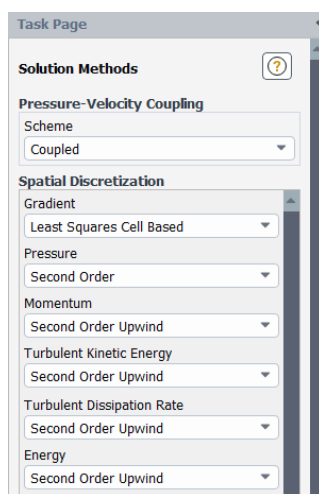 Task Page
Solution Methods
?
Pressure-Velocity Coupling
Scheme
Coupled
Spatial Discretization
Gradient
Least Squares Cell Based
Pressure
Second Order
Momentum
Second Order Upwind
Turbulent Kinetic Energy
Second Order Upwind
Turbulent Dissipation Rate
Second Order Upwind
Energy
Second Order Upwind